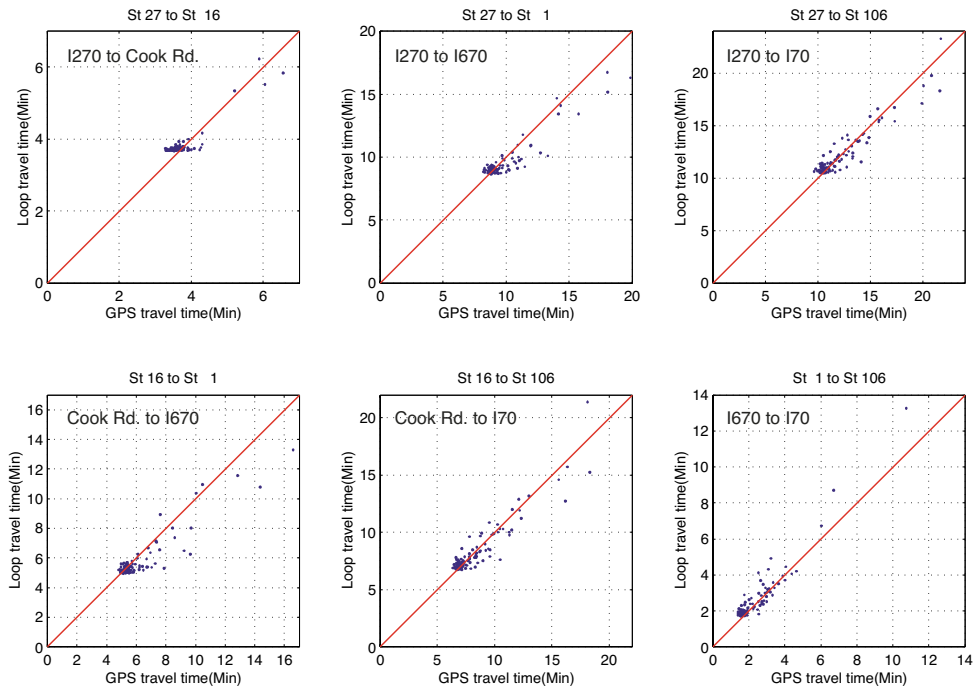 St 27 to St 16
I270 to Cook Rd.
Loop travel time(Min)
6
4
2
0
0 2 4 6
GPS travel time(Min)
St 27 to St 1
I270 to I670
Loop travel time(Min)
20
15
10
5
0
0 5 10 15 20
GPS travel time(Min)
St 27 to St 106
I270 to I70
Loop travel time(Min)
20
15
10
5
0
0 5 10 15 20
GPS travel time(Min)
St 16 to St 1
Cook Rd. to I670
Loop travel time(Min)
16
14
12
10
8
6
4
2
0
0 2 4 6 8 10 12 14 16
GPS travel time(Min)
St 16 to St 106
Cook Rd. to I70
Loop travel time(Min)
20
15
10
5
0
0 5 10 15 20
GPS travel time(Min)
St 1 to St 106
I670 to I70
Loop travel time(Min)
14
12
10
8
6
4
2
0
0 2 4 6 8 10 12 14
GPS travel time(Min)